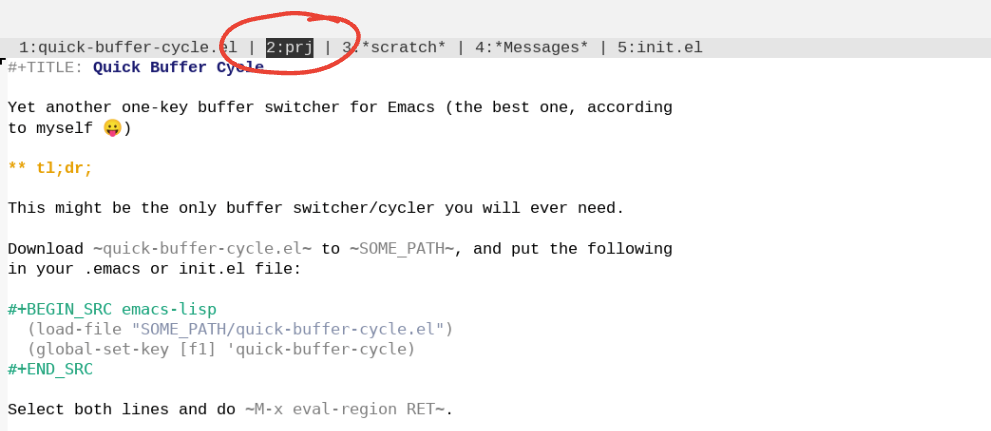 1:quick-buffer-cycle.el | 2:prj | 3:*scratch* | 4:*Messages* | 5:init.el
#+TITLE: Quick Buffer Cycle
Yet another one-key buffer switcher for Emacs (the best one, according
to myself 😛)
** tl;dr;
This might be the only buffer switcher/cycler you will ever need.
Download ~quick-buffer-cycle.el~ to ~SOME_PATH~, and put the following
in your .emacs or init.el file:
#+BEGIN_SRC emacs-lisp
(load-file "SOME_PATH/quick-buffer-cycle.el")
(global-set-key [f1] 'quick-buffer-cycle)
#+END_SRC
Select both lines and do ~M-x eval-region RET~.